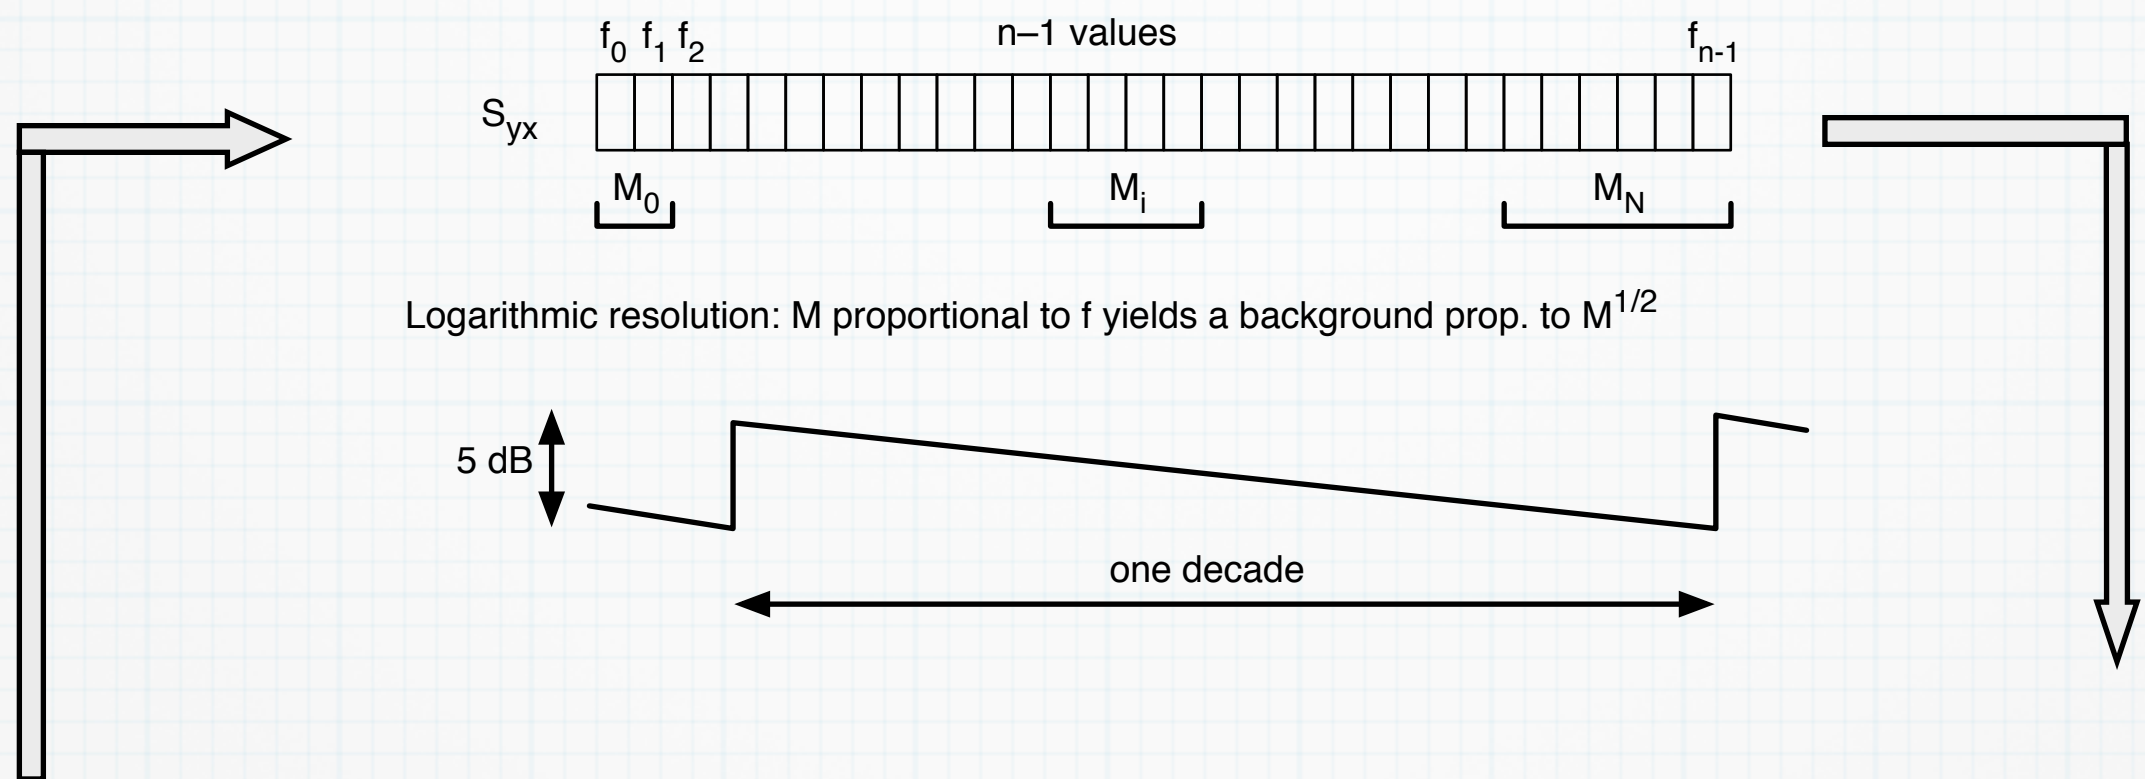 f0 f1 f2 n–1 values fn-1
Syx
M0 Mi MN
Logarithmic resolution: M proportional to f yields a background prop. to M^1/2
5 dB
one decade